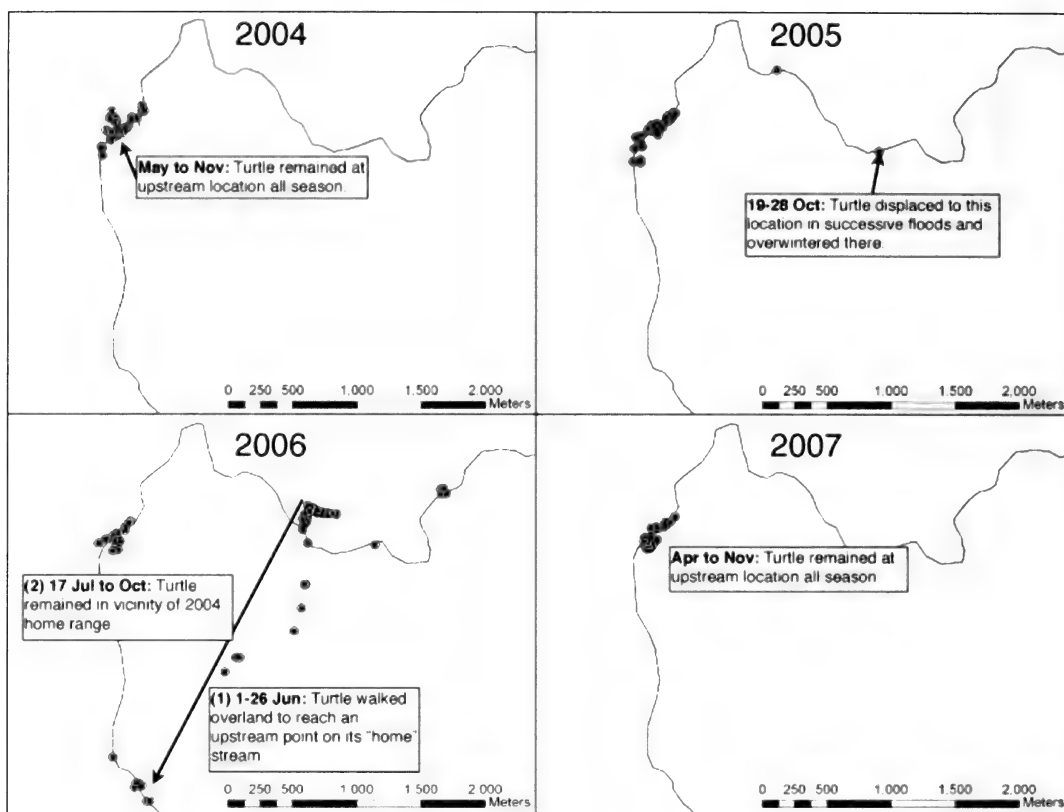 2004
May to Nov: Turtle remained at
upstream location all season.
0 250 500 1.000 1.500 2.000
Meters
2005
19-28 Oct: Turtle displaced to this
location in successive floods and
overwintered there.
0 250 500 1.000 1.500 2.000
Meters
2006
(2) 17 Jul to Oct: Turtle
remained in vicinity of 2004
home range
(1) 1-26 Jun: Turtle walked
overland to reach an
upstream point on its "home"
stream
0 250 500 1.000 1.500 2.000
Meters
2007
Apr to Nov: Turtle remained at
upstream location all season
0 250 500 1.000 1.500 2.000
Meters